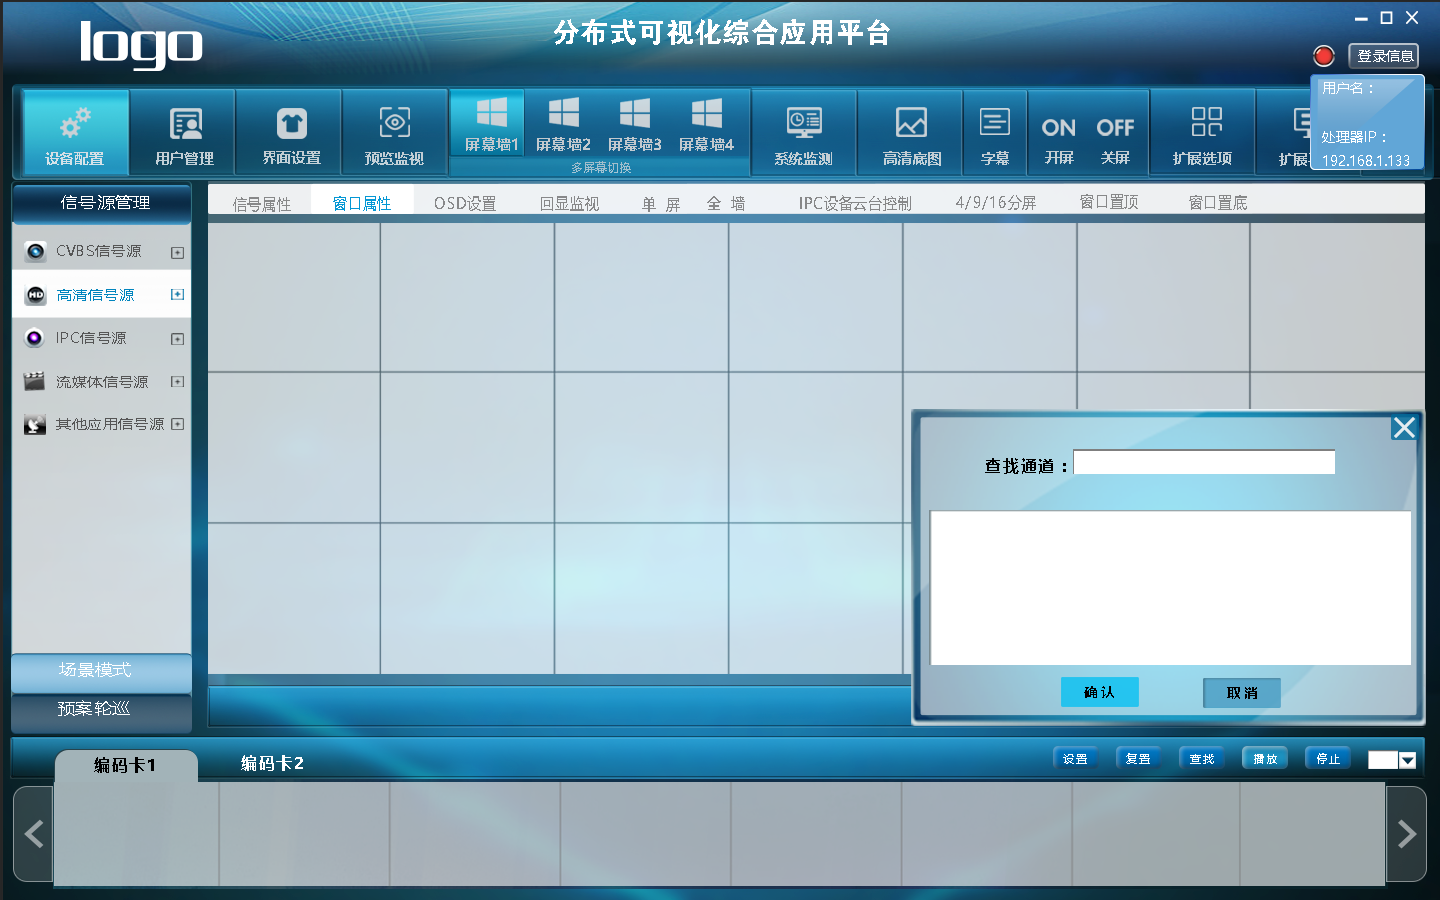 logo
分布式可视化综合应用平台
登录信息
用户名：
处理器IP：
192.168.1.133
设备配置
用户管理
界面设置
预览监视
屏幕墙1
屏幕墙2
屏幕墙3
屏幕墙4
多屏幕切换
系统监测
高清底图
字幕
ON
开屏
OFF
关屏
扩展选项
扩展
信号源管理
CVBS信号源
高清信号源
IPC信号源
流媒体信号源
其他应用信号源
场景模式
预案轮巡
信号属性
窗口属性
OSD设置
回显监视
单 屏
全 墙
IPC设备云台控制
4/9/16分屏
窗口置顶
窗口置底
查找通道：
确认
取消
编码卡1
编码卡2
设置
复置
查找
播放
停止